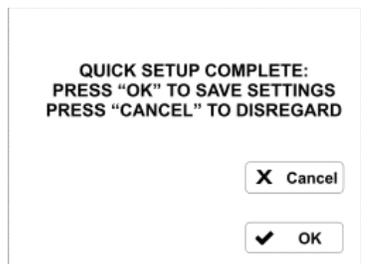 QUICK SETUP COMPLETE:
PRESS “OK” TO SAVE SETTINGS
PRESS “CANCEL” TO DISREGARD
X Cancel
✔ OK